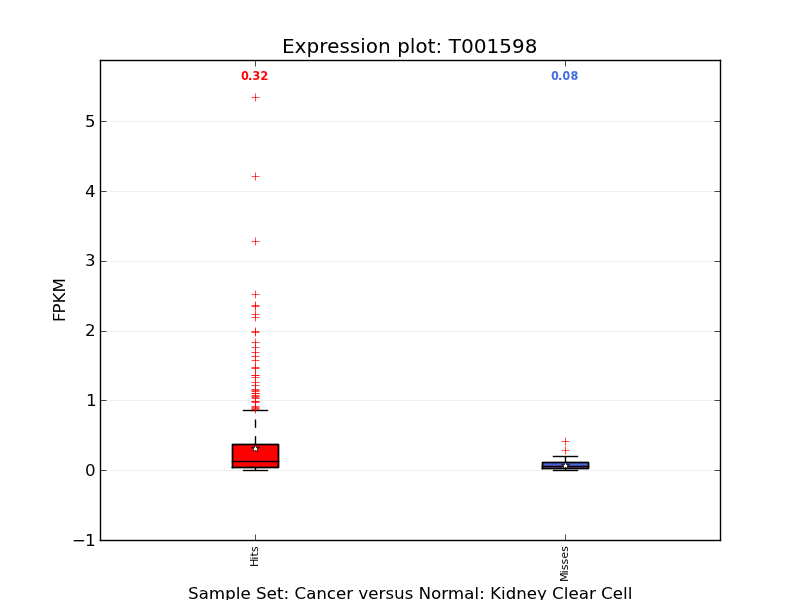 Expression plot: T001598
0.32
0.08
5
4
3
2
1
0
−1
FPKM
Hits
Misses
Sample Set: Cancer versus Normal: Kidney Clear Cell